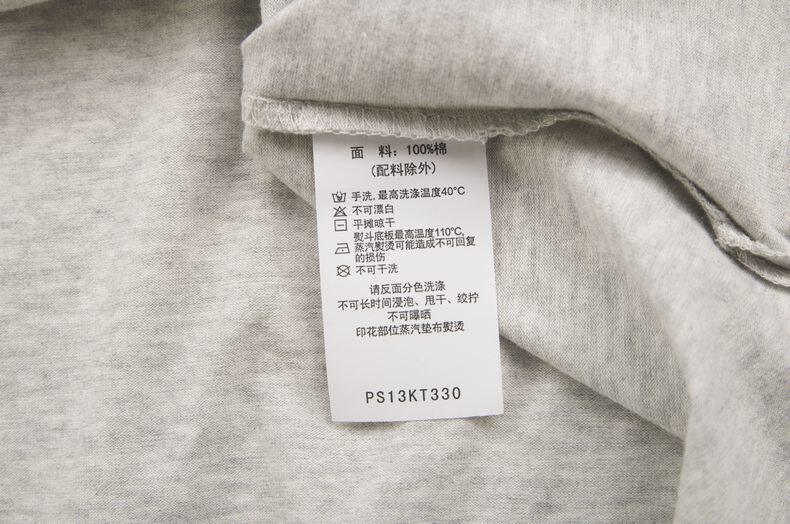 面 料：100%棉
(配料除外)
手洗,最高洗涤温度40°C
不可漂白
平摊晾干
熨斗底板最高温度110°C,
蒸汽熨烫可能造成不可回复
的损伤
不可干洗
请反面分色洗涤
不可长时间浸泡、甩干、绞拧
不可曝晒
印花部位蒸汽垫布熨烫
PS13KT330